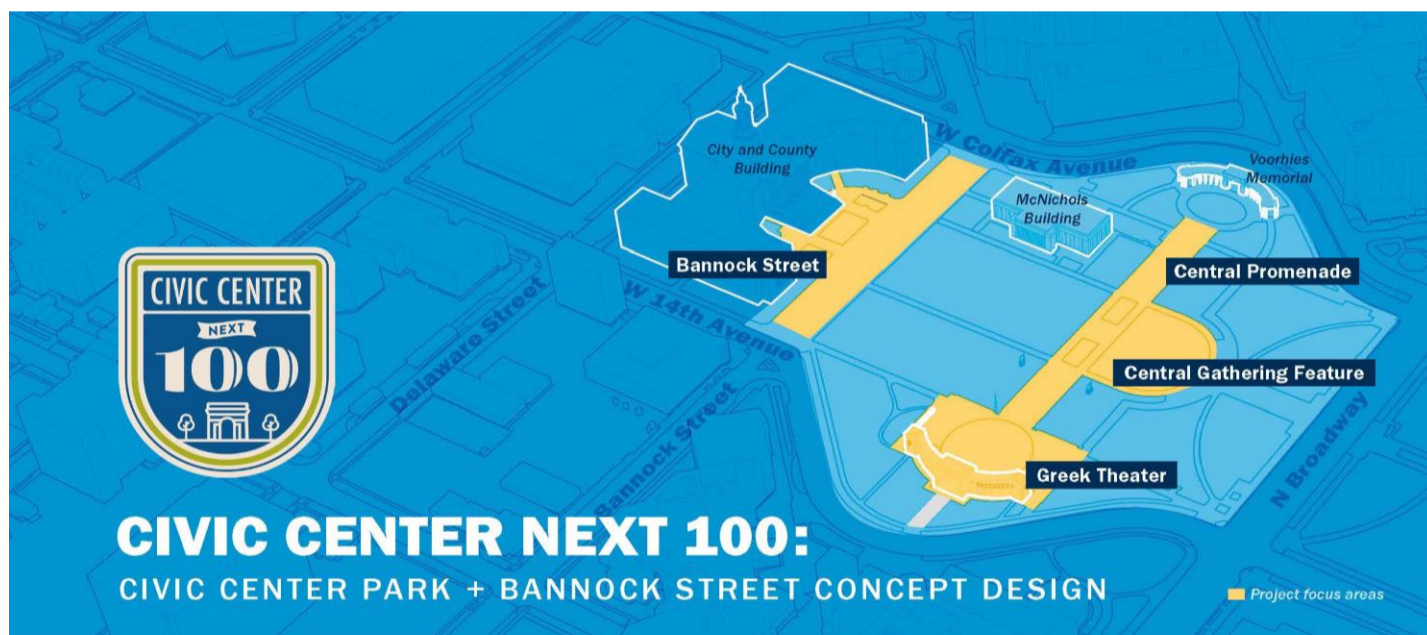 City and County
Building
W Colfax Avenue
Voorhies
Memorial
McNichols
Building
Bannock Street
Central Promenade
W 14th Avenue
Delaware Street
Central Gathering Feature
Bannock Street
N Broadway
Greek Theater
CIVIC CENTER
NEXT
100
CIVIC CENTER NEXT 100:
CIVIC CENTER PARK + BANNOCK STREET CONCEPT DESIGN
Project focus areas